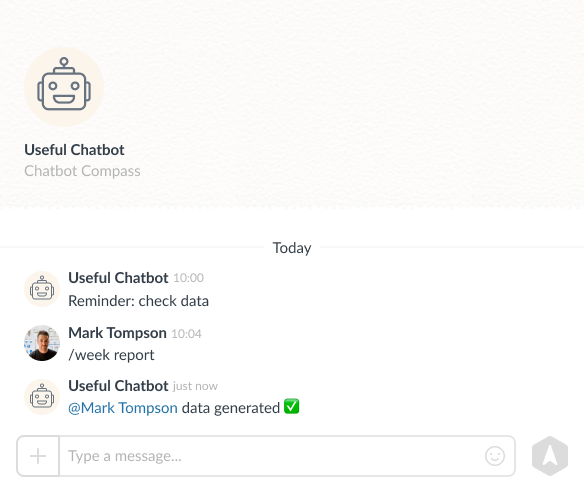 Useful Chatbot
Chatbot Compass
Today
Useful Chatbot 10:00
Reminder: check data
Mark Tompson 10:04
/week report
Useful Chatbot just now
@Mark Tompson data generated ✅
Type a message...